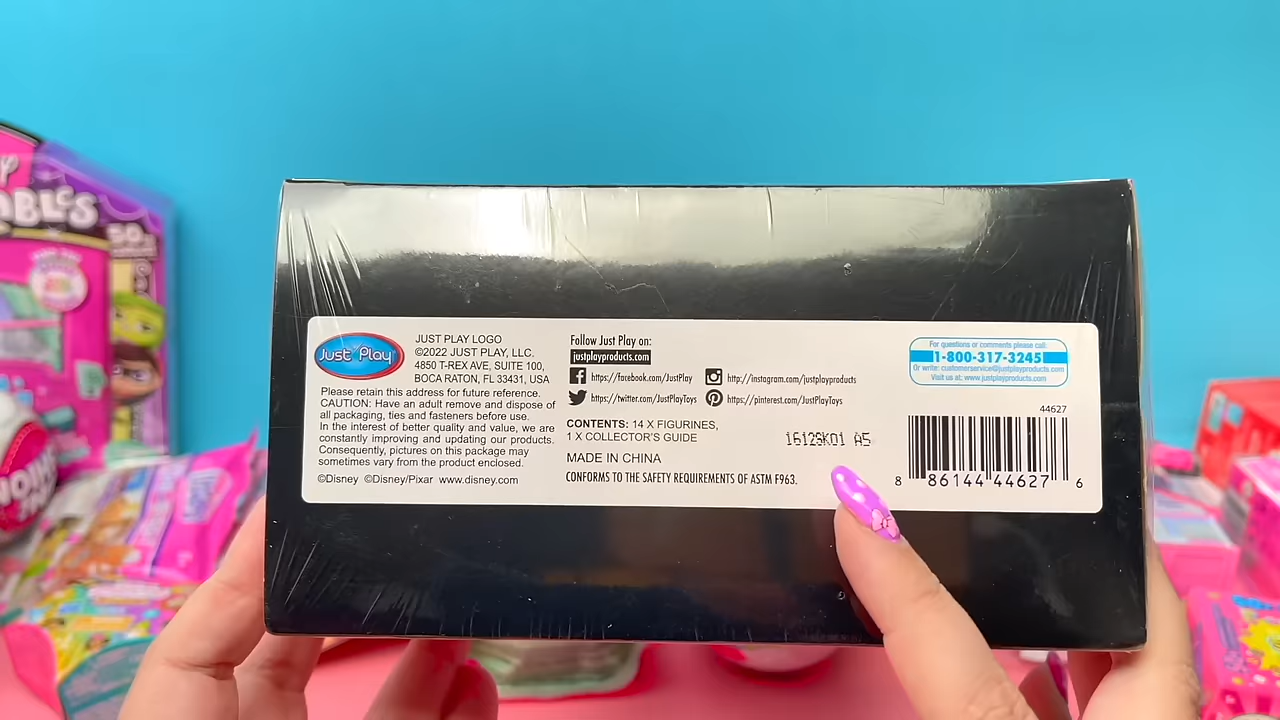 Just Play
JUST PLAY LOGO
©2022 JUST PLAY, LLC.
4850 T-REX AVE, SUITE 100,
BOCA RATON, FL 33431, USA
Please retain this address for future reference.
CAUTION: Have an adult remove and dispose of
all packaging, ties and fasteners before use.
In the interest of better quality and value, we are
constantly improving and updating our products.
Consequently, pictures on this package may
sometimes vary from the product enclosed.
©Disney ©Disney/Pixar www.disney.com
Follow Just Play on:
justplayproducts.com
https://facebook.com/JustPlayToys
http://instagram.com/justplayproducts
https://twitter.com/JustPlayToys
https://pinterest.com/JustPlayToys
CONTENTS: 14 X FIGURINES,
1 X COLLECTOR'S GUIDE
MADE IN CHINA
CONFORMS TO THE SAFETY REQUIREMENTS OF ASTM F963.
For questions or comments please call:
1-800-317-3245
Or write: customerservice@justplayproducts.com
Visit us at: www.justplayproducts.com
44627
8 86144 44627 6